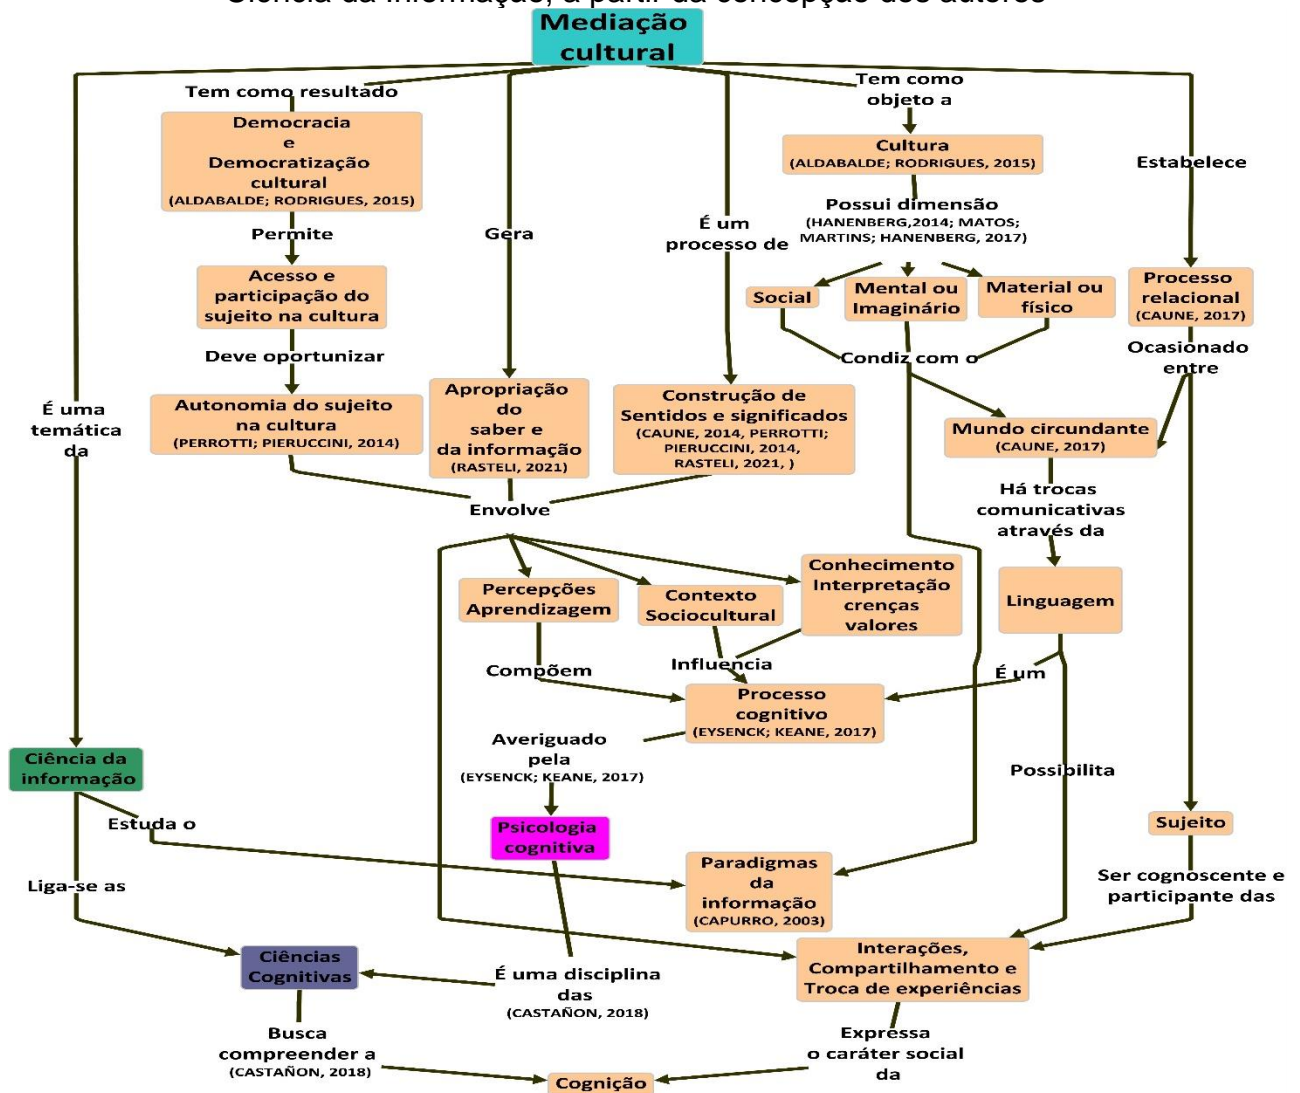 Ciência da Informação, a partir da concepção dos autores
Mediação
cultural
Tem como resultado
Democracia
e
Democratização
cultural
(ALDABALDE; RODRIGUES, 2015)
Permite
Acesso e
participação do
sujeito na cultura
Deve oportunizar
Autonomia do sujeito
na cultura
(PERROTTI; PIERUCCINI, 2014)
Gera
Apropriação
do
saber e
da informação
(RASTELI, 2021)
É um
processo de
Construção de
Sentidos e significados
(CAUNE, 2014, PERROTTI;
PIERUCCINI, 2014,
RASTELI, 2021, )
Tem como
objeto a
Cultura
(ALDABALDE; RODRIGUES, 2015)
Possui dimensão
(HANENBERG,2014; MATOS;
MARTINS; HANENBERG, 2017)
Social
Mental ou
Imaginário
Material ou
físico
Condiz com o
Estabelece
Processo
relacional
(CAUNE, 2017)
Ocasionado
entre
Mundo circundante
(CAUNE, 2017)
Há trocas
comunicativas
através da
Linguagem
É um
Possibilita
É uma
temática
da
Envolve
Percepções
Aprendizagem
Contexto
Sociocultural
Conhecimento
Interpretação
crenças
valores
Compõem
Influencia
Processo
cognitivo
(EYSENCK; KEANE, 2017)
Averiguado
pela
(EYSENCK; KEANE, 2017)
Psicologia
cognitiva
Ciência da
informação
Estuda o
Liga-se as
Paradigmas
da
informação
(CAPURRO, 2003)
Sujeito
Ser cognoscente e
participante das
Interações,
Compartilhamento e
Troca de experiências
Ciências
Cognitivas
É uma disciplina
das
(CASTAÑON, 2018)
Busca
compreender a
(CASTAÑON, 2018)
Expressa
o caráter social
da
Cognição